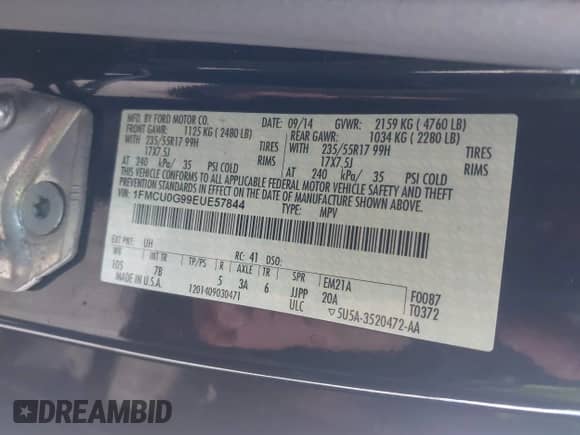 MFD. BY FORD MOTOR CO.
DATE: 09/14 GVWR: 2159 KG ( 4760 LB)
FRONT GAWR: 1125 KG ( 2480 LB) REAR GAWR: 1034 KG ( 2280 LB)
235/55R17 99H TIRES 235/55R17 99H TIRES
17X7.5J RIMS 17X7.5J RIMS
AT 240 kPa/ 35 PSI COLD AT 240 kPa/ 35 PSI COLD
THIS VEHICLE CONFORMS TO ALL APPLICABLE FEDERAL MOTOR VEHICLE SAFETY AND THEFT
PREVENTION STANDARDS IN EFFECT ON THE DATE OF MANUFACTURE SHOWN ABOVE.
VIN: 1FMCU0G99EUE57844 TYPE: MPV
EXT PNT: UH RC: 41 DSO:
WB INT TR TP/PS R AXLE TR SPR EM21A F0087
105 7B 5 3A 6 JJPP 20A T0372
MADE IN U.S.A. 1201409030471 ULC 5U5A-3520472-AA
DREAMBID